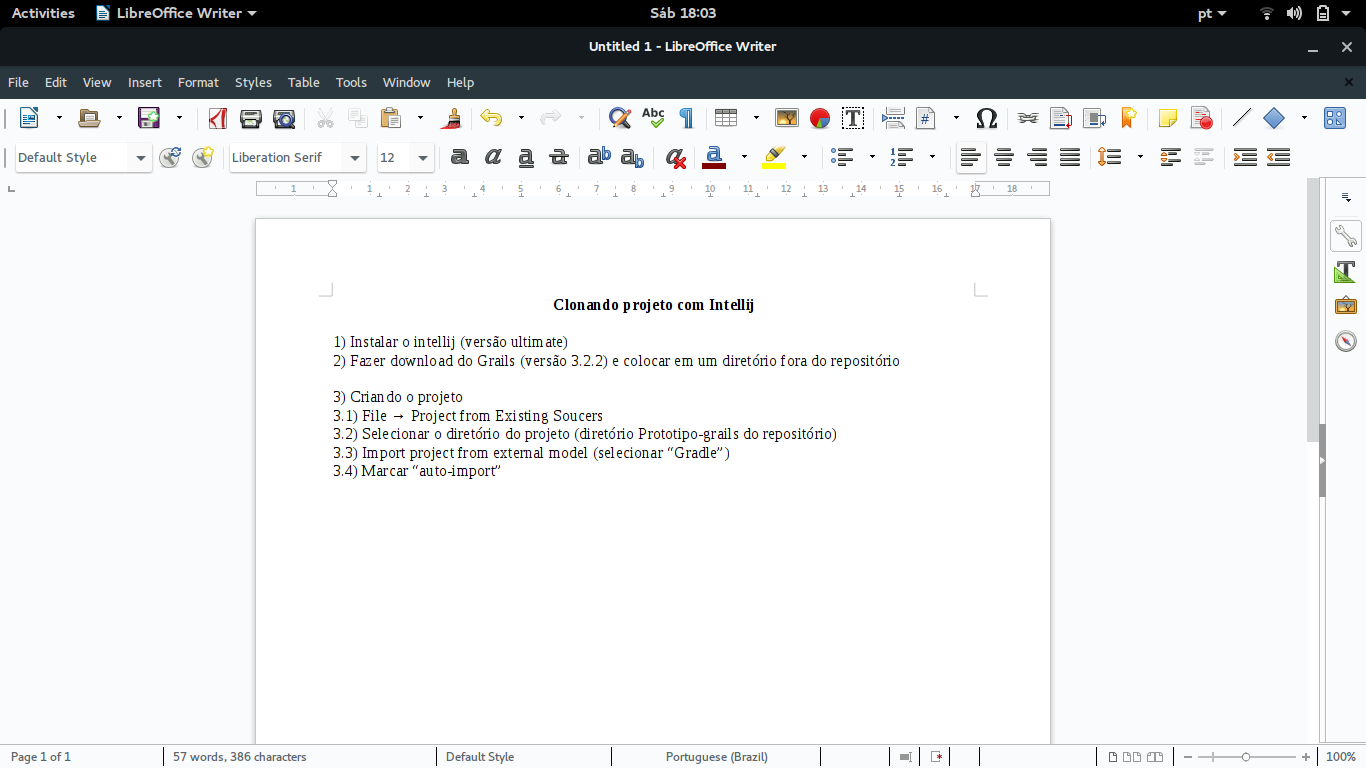 Activities LibreOffice Writer Sáb 18:03 pt
Untitled 1 - LibreOffice Writer
File Edit View Insert Format Styles Table Tools Window Help
Abc # T Ω
Default Style Liberation Serif 12 a a a a ab ab a a
1 1 2 3 4 5 6 7 8 9 10 11 12 13 14 15 16 17 18
Clonando projeto com Intellij
1) Instalar o intellij (versão ultimate)
2) Fazer download do Grails (versão 3.2.2) e colocar em um diretório fora do repositório
3) Criando o projeto
3.1) File → Project from Existing Soucers
3.2) Selecionar o diretório do projeto (diretório Prototipo-grails do repositório)
3.3) Import project from external model (selecionar “Gradle”)
3.4) Marcar “auto-import”
Page 1 of 1 57 words, 386 characters Default Style Portuguese (Brazil) 100%